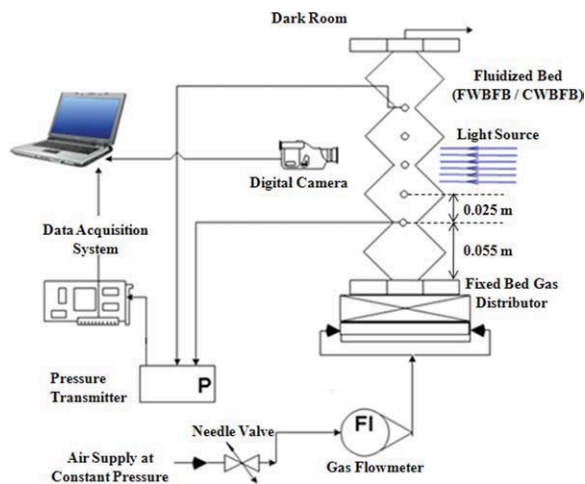 Dark Room
Fluidized Bed
(FWBFB / CWBFB)
Light Source
Digital Camera
0.025 m
Data Acquisition
System
0.055 m
Fixed Bed Gas
Distributor
Pressure
Transmitter
P
Needle Valve
FI
Air Supply at
Constant Pressure
Gas Flowmeter